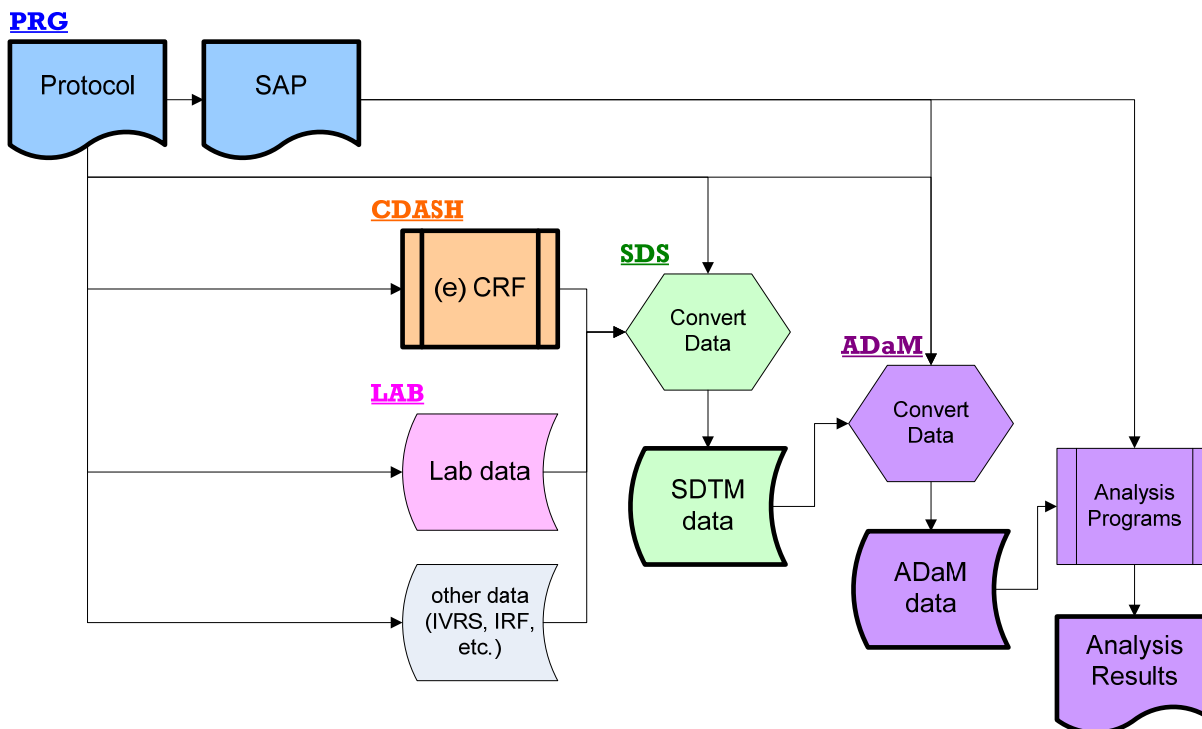 PRG
Protocol
SAP
CDASH
(e) CRF
SDS
Convert
Data
ADaM
Convert
Data
LAB
Lab data
SDTM
data
Analysis
Programs
other data
(IVRS, IRF,
etc.)
ADaM
data
Analysis
Results